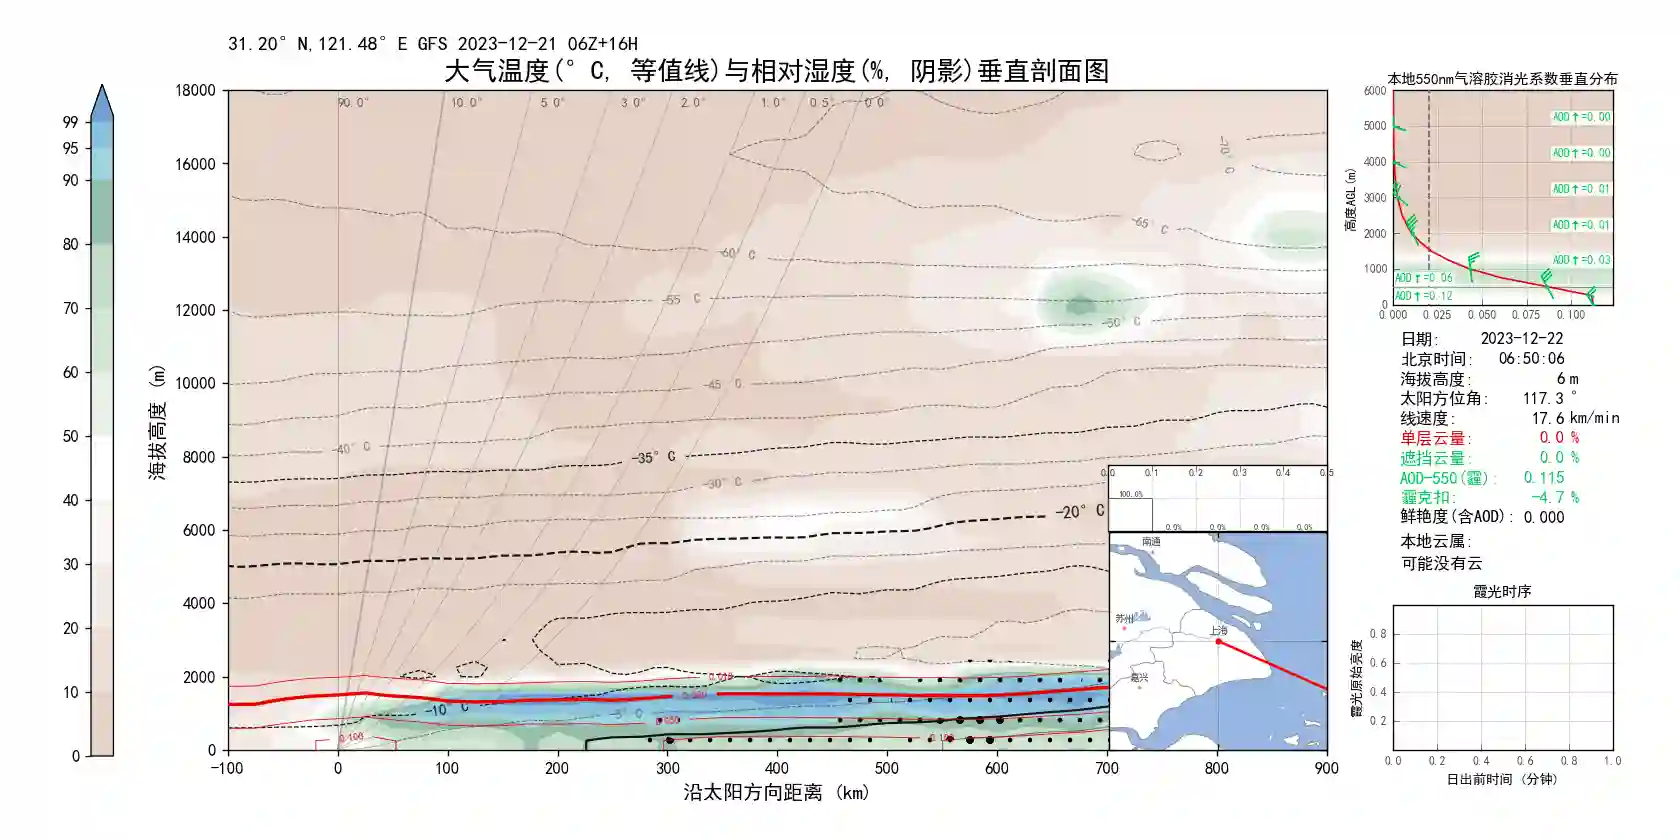 31.20° N,121.48° E GFS 2023-12-21 06Z+16H
大气温度(° C, 等值线)与相对湿度(%, 阴影)垂直剖面图
99
95
90
80
70
60
50
40
30
20
10
0
海拔高度 (m)
18000
16000
14000
12000
10000
8000
6000
4000
2000
0
90.0° 10.0° 5.0° 3.0° 2.0° 1.0° 0.5° 0.0°
-70° C
-65° C
-60° C
-55° C
-50° C
-45° C
-40° C
-35° C
-30° C
-20° C
-10° C
-5° C
0.100
-100 0 100 200 300 400 500 600 700 800 900
沿太阳方向距离 (km)
0.0 0.1 0.2 0.3 0.4 0.5
100.0%
0.0% 0.0% 0.0% 0.0%
南通
苏州
上海
嘉兴
本地550nm气溶胶消光系数垂直分布
高度AGL(m)
6000
5000
4000
3000
2000
1000
0
AOD↑=0.00
AOD↑=0.00
AOD↑=0.01
AOD↑=0.01
AOD↑=0.03
AOD↑=0.06
AOD↑=0.12
0.000 0.025 0.050 0.075 0.100
日期: 2023-12-22
北京时间: 06:50:06
海拔高度: 6 m
太阳方位角: 117.3 °
线速度: 17.6 km/min
单层云量: 0.0 %
遮挡云量: 0.0 %
AOD-550(霾): 0.115
霾克扣: -4.7 %
鲜艳度(含AOD): 0.000
本地云属:
可能没有云
霞光时序
霞光原始亮度
0.8
0.6
0.4
0.2
0.0 0.2 0.4 0.6 0.8 1.0
日出前时间 (分钟)